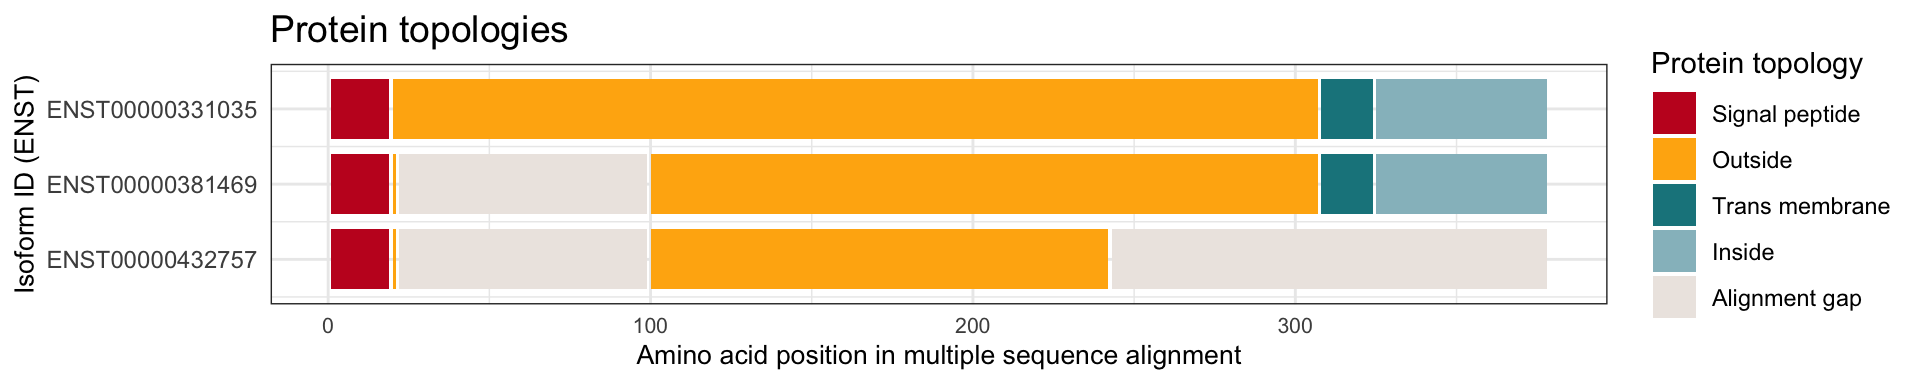 Protein topologies
Isoform ID (ENST)
ENST00000331035
ENST00000381469
ENST00000432757
0 100 200 300
Amino acid position in multiple sequence alignment
Protein topology
Signal peptide
Outside
Trans membrane
Inside
Alignment gap